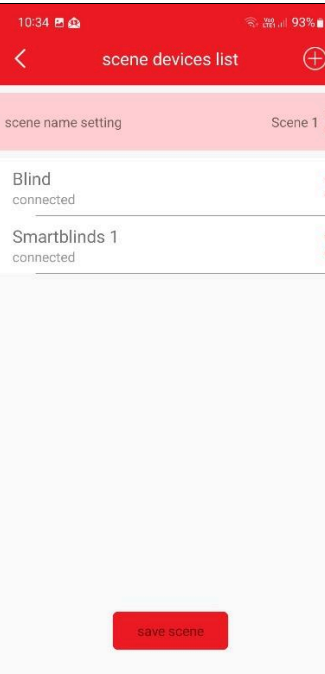 10:34 93%
scene devices list
scene name setting Scene 1
Blind
connected
Smartblinds 1
connected
save scene